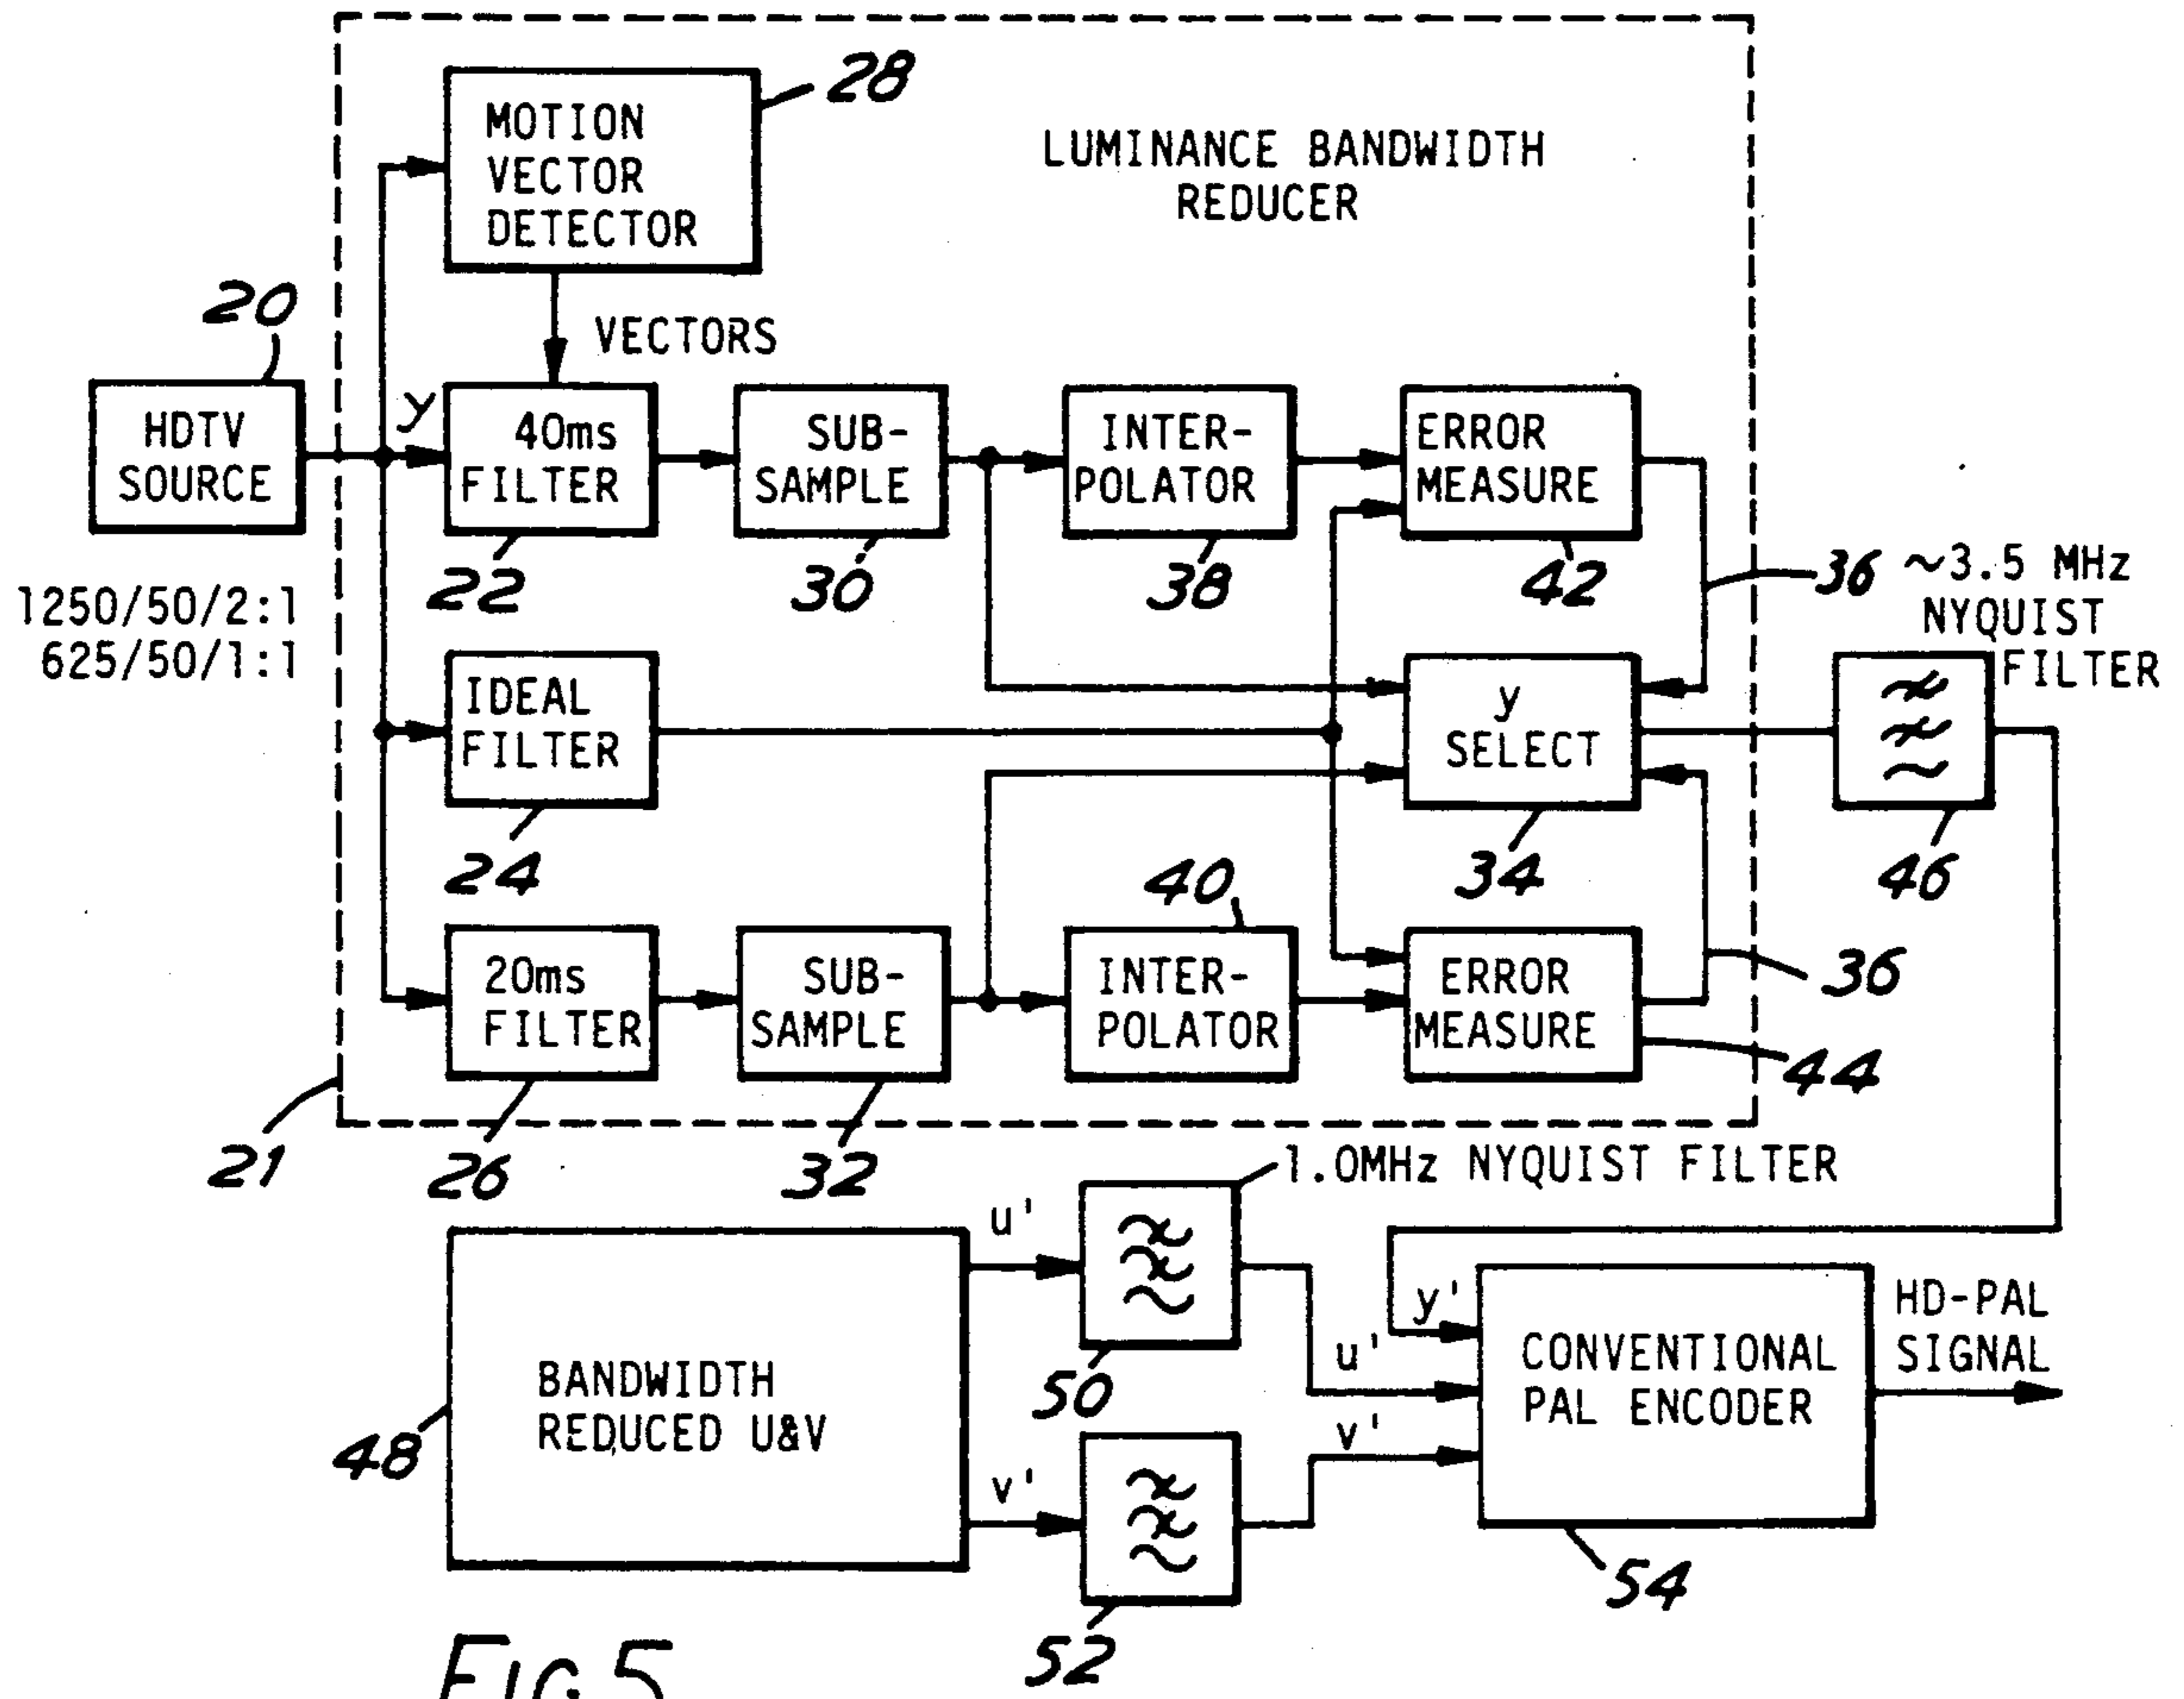 28
MOTION
VECTOR
DETECTOR
LUMINANCE BANDWIDTH
REDUCER
20
VECTORS
HDTV
SOURCE
y
40ms
FILTER
SUB-
SAMPLE
INTER-
POLATOR
ERROR
MEASURE
22
30
38
42
36
~3.5 MHz
NYQUIST
FILTER
1250/50/2:1
625/50/1:1
IDEAL
FILTER
y
SELECT
24
40
34
46
20ms
FILTER
SUB-
SAMPLE
INTER-
POLATOR
ERROR
MEASURE
36
44
21
26
32
1.0MHz NYQUIST FILTER
u'
BANDWIDTH
REDUCED U&V
48
50
y'
u'
v'
CONVENTIONAL
PAL ENCODER
HD-PAL
SIGNAL
v'
52
54
FIG.5